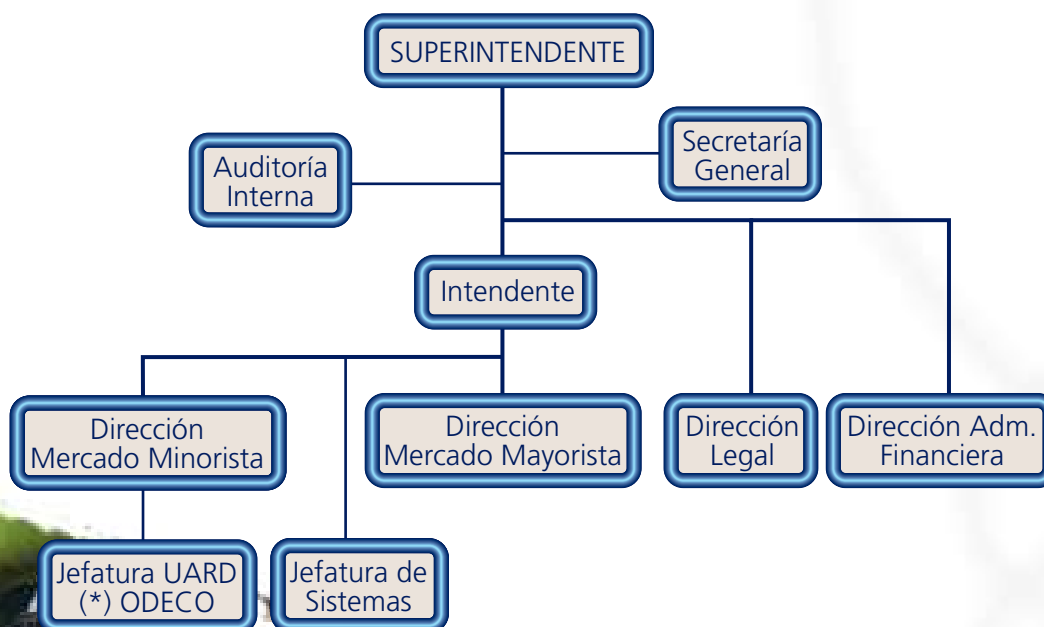 SUPERINTENDENTE
Secretaría
General
Auditoría
Interna
Intendente
Dirección
Mercado Minorista
Dirección
Mercado Mayorista
Dirección
Legal
Dirección Adm.
Financiera
Jefatura UARD
(*) ODECO
Jefatura de
Sistemas